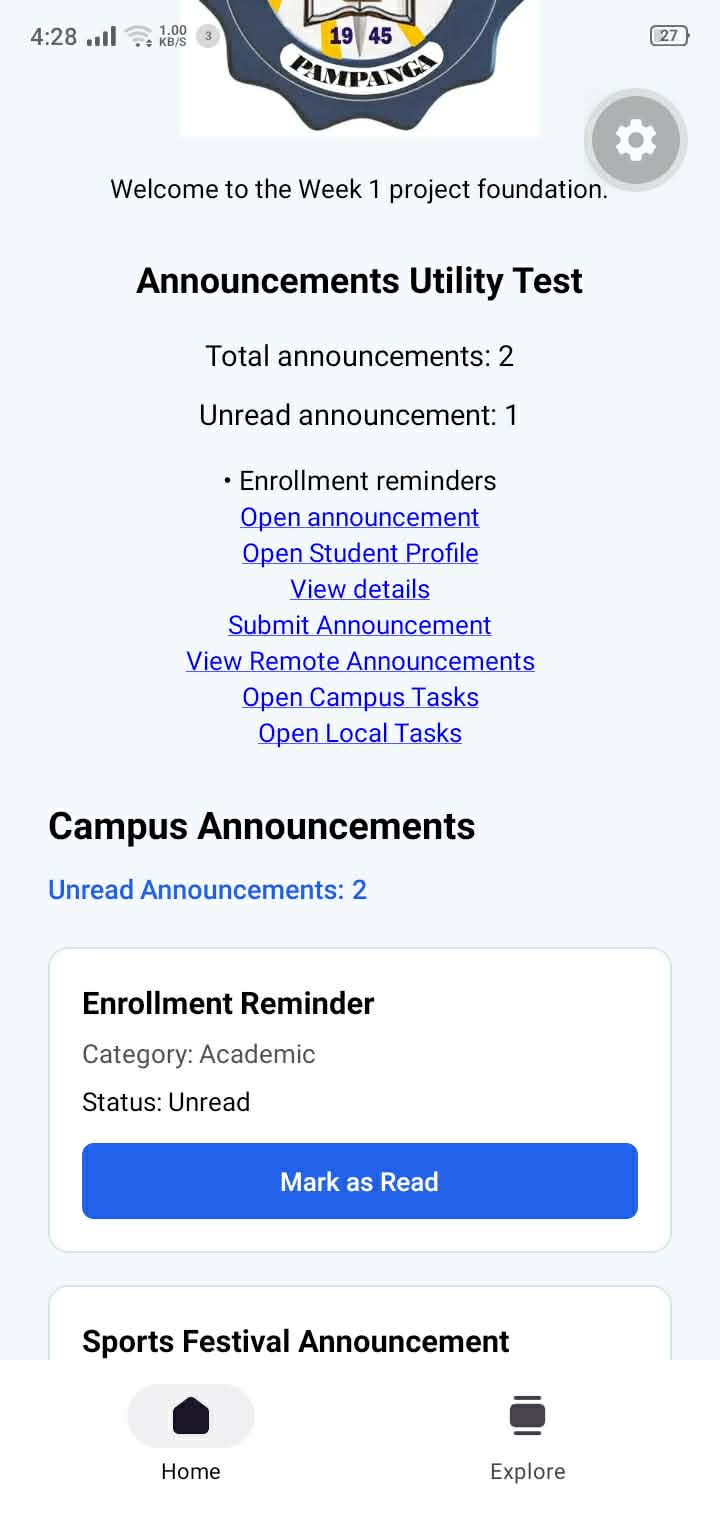 4:28
1.00
KB/S
3
27
19 45
PAMPANGA
Welcome to the Week 1 project foundation.
Announcements Utility Test
Total announcements: 2
Unread announcement: 1
• Enrollment reminders
Open announcement
Open Student Profile
View details
Submit Announcement
View Remote Announcements
Open Campus Tasks
Open Local Tasks
Campus Announcements
Unread Announcements: 2
Enrollment Reminder
Category: Academic
Status: Unread
Mark as Read
Sports Festival Announcement
Home
Explore